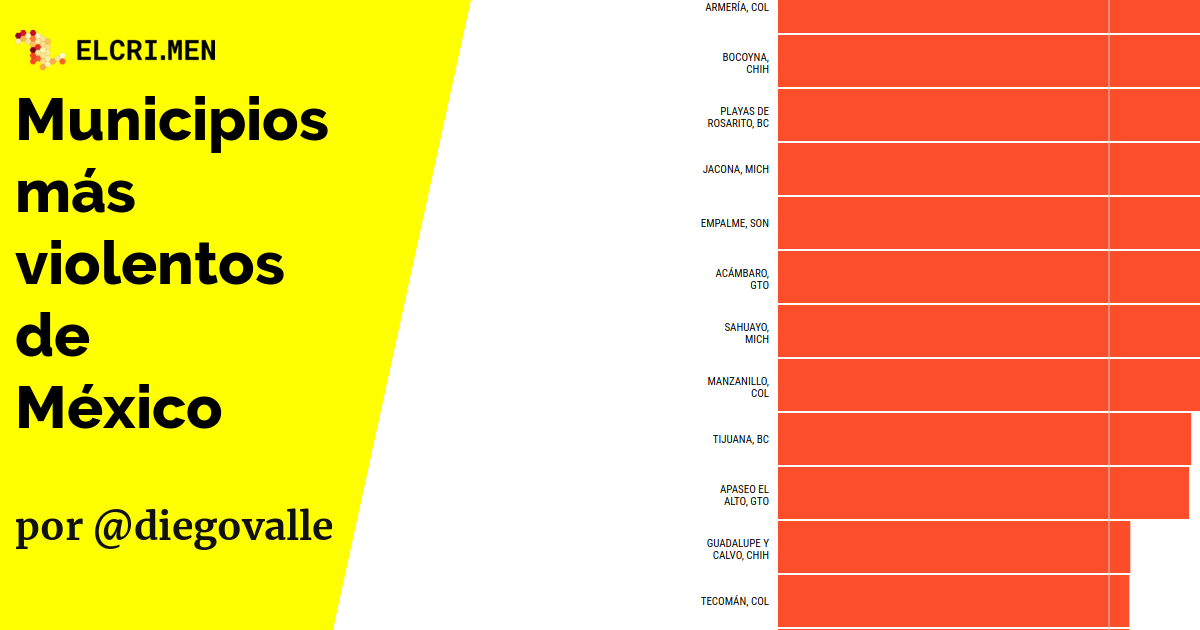 ELCRI.MEN
Municipios
más
violentos
de
México
por @diegovalle
ARMERÍA, COL
BOCOYNA,
CHIH
PLAYAS DE
ROSARITO, BC
JACONA, MICH
EMPALME, SON
ACÁMBARO,
GTO
SAHUAYO,
MICH
MANZANILLO,
COL
TIJUANA, BC
APASEO EL
ALTO, GTO
GUADALUPE Y
CALVO, CHIH
TECOMÁN, COL